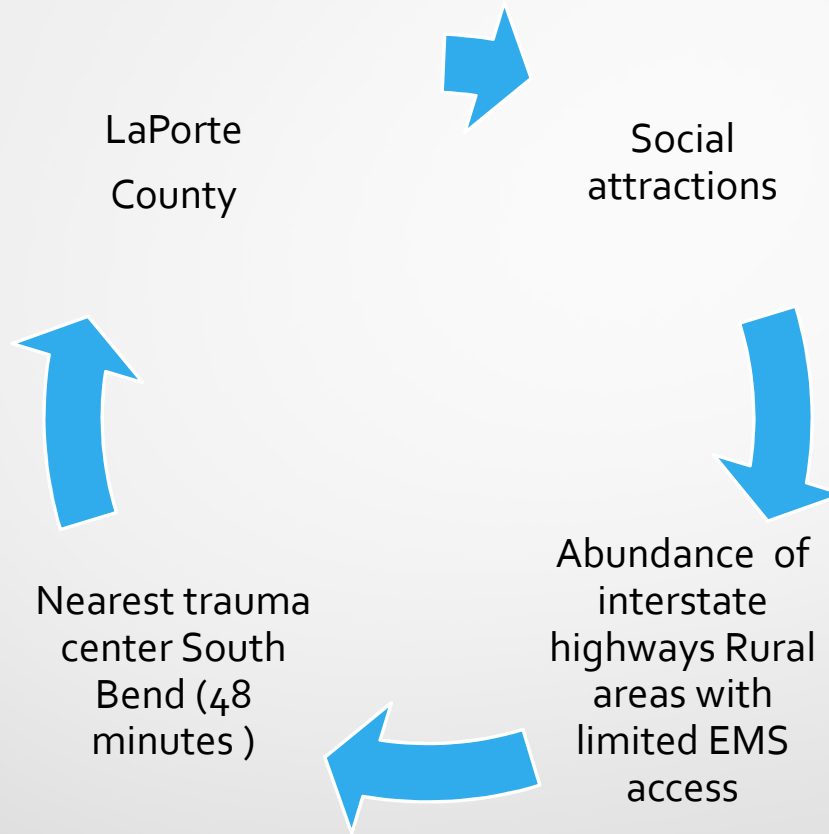 LaPorte
County
Social
attractions
Abundance of
interstate
highways Rural
areas with
limited EMS
access
Nearest trauma
center South
Bend (48
minutes )